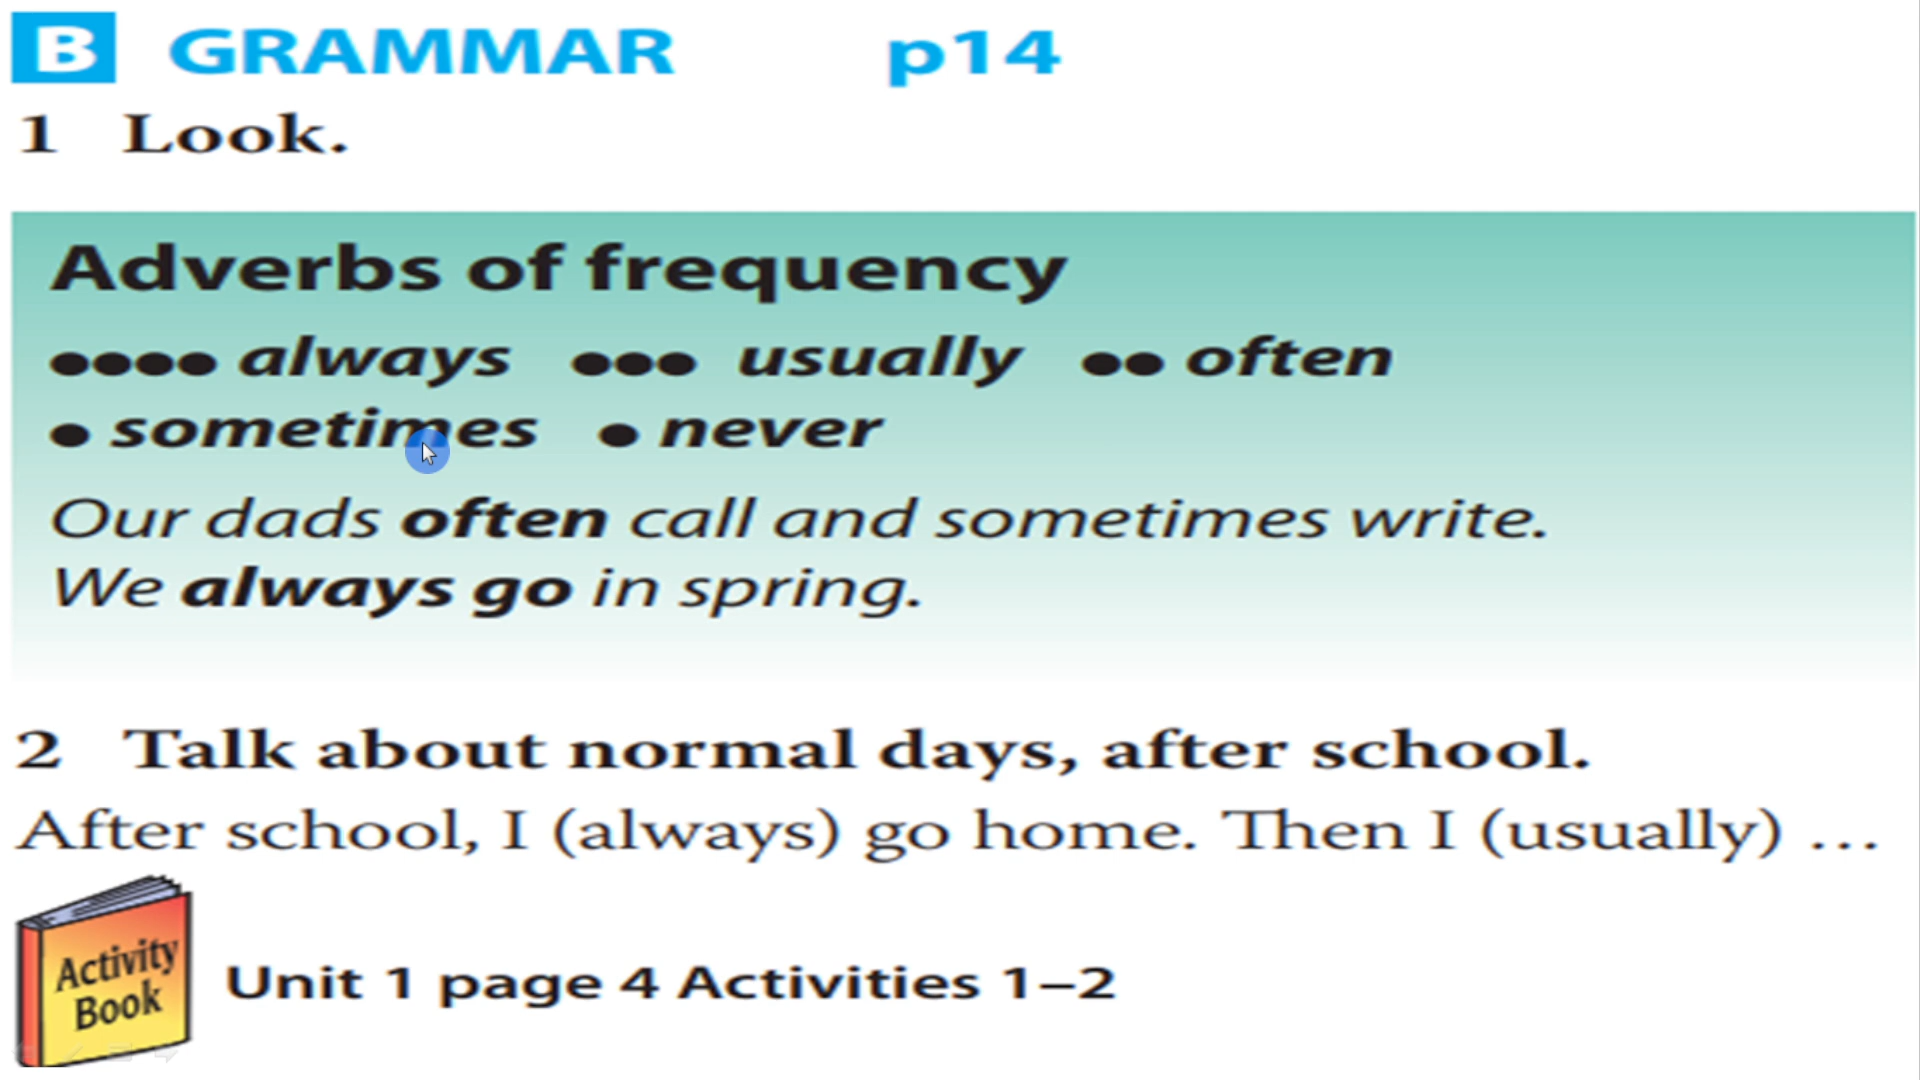 B GRAMMAR p14
1 Look.
Adverbs of frequency
●●●● always ●●● usually ●● often
● sometimes ● never
Our dads often call and sometimes write.
We always go in spring.
2 Talk about normal days, after school.
After school, I (always) go home. Then I (usually) …
Activity
Book
Unit 1 page 4 Activities 1–2